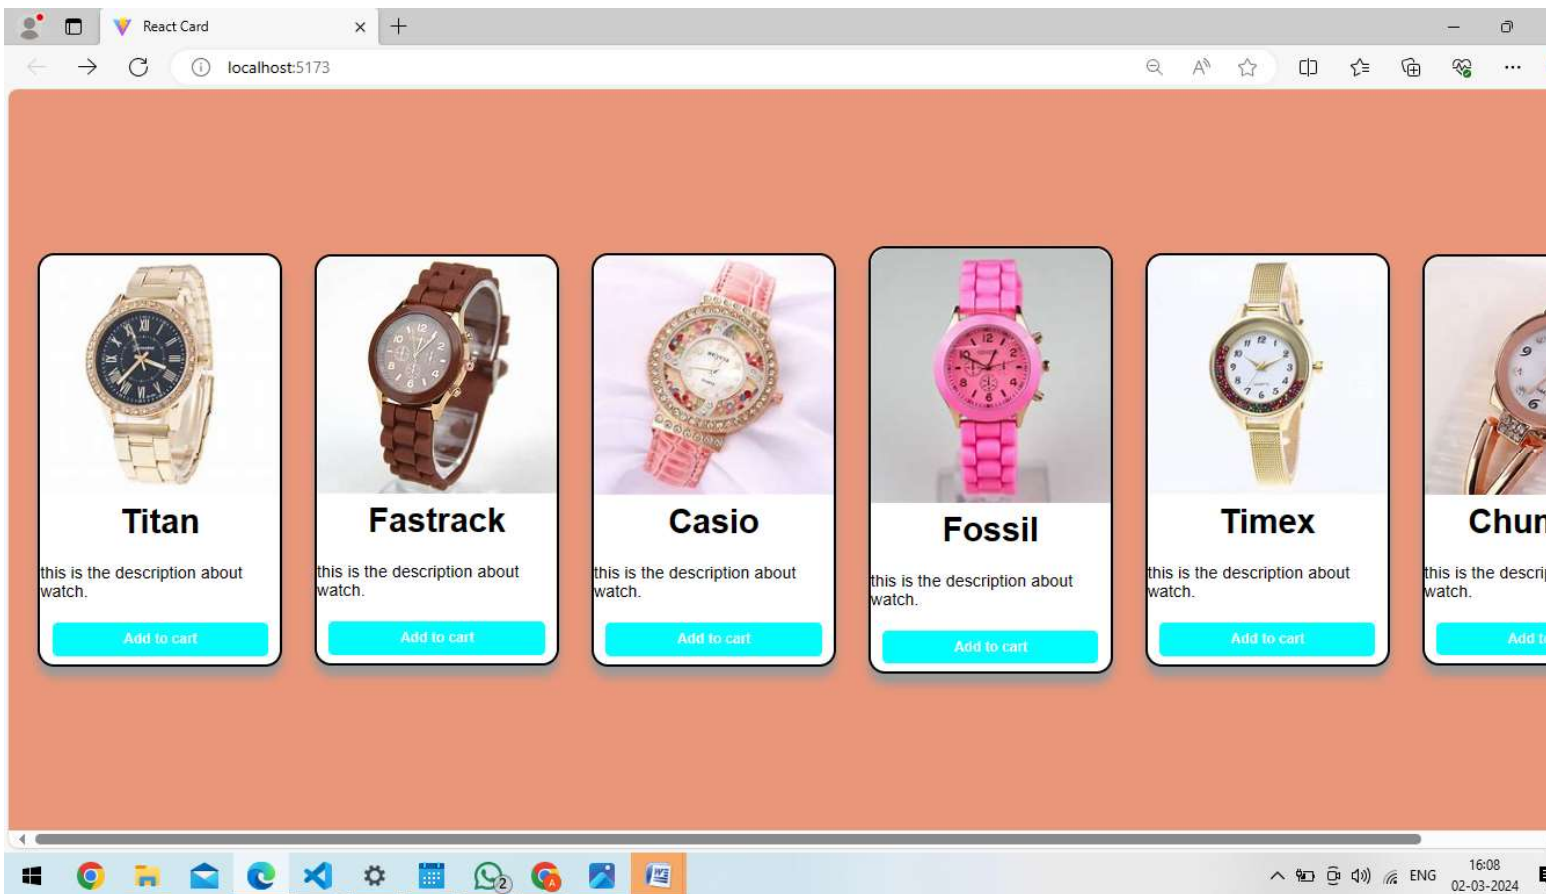 React Card
localhost:5173
Titan
this is the description about
watch.
Add to cart
Fastrack
this is the description about
watch.
Add to cart
Casio
this is the description about
watch.
Add to cart
Fossil
this is the description about
watch.
Add to cart
Timex
this is the description about
watch.
Add to cart
Chu
this is the descri
watch.
Add t
2
ENG
16:08
02-03-2024